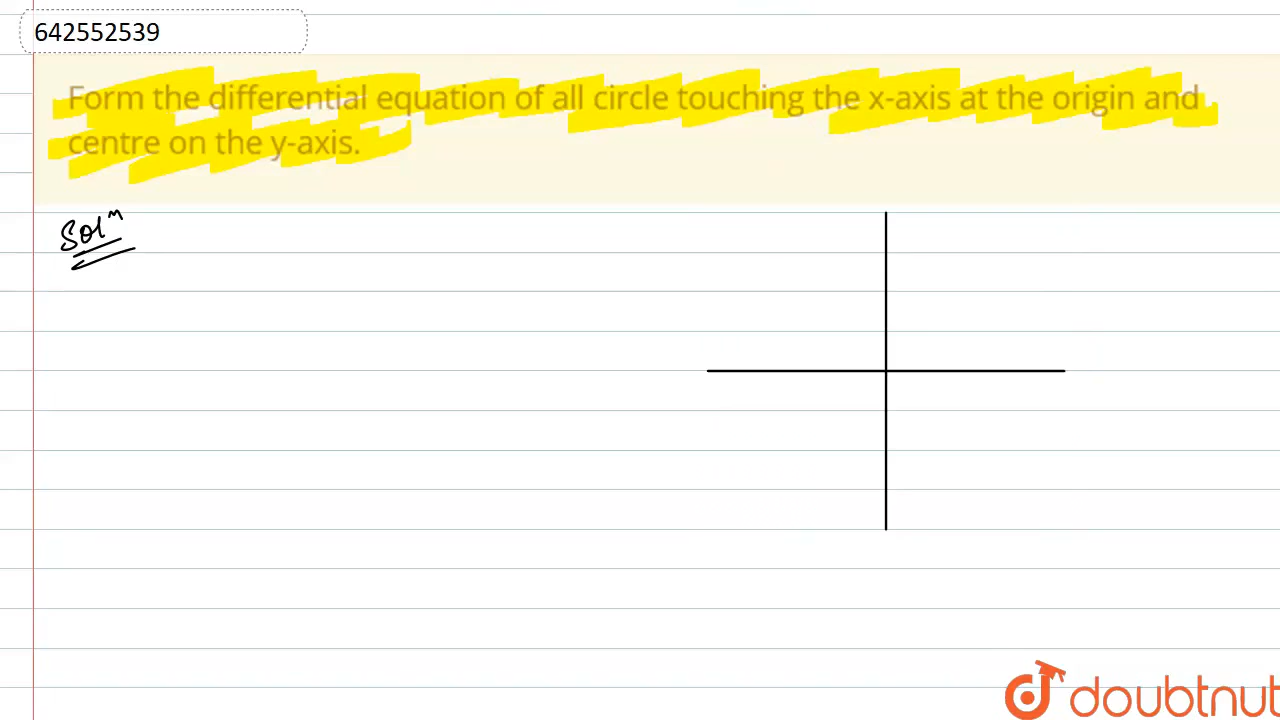 642552539
Form the differential equation of all circle touching the x-axis at the origin and
centre on the y-axis.
Solⁿ
doubtnut